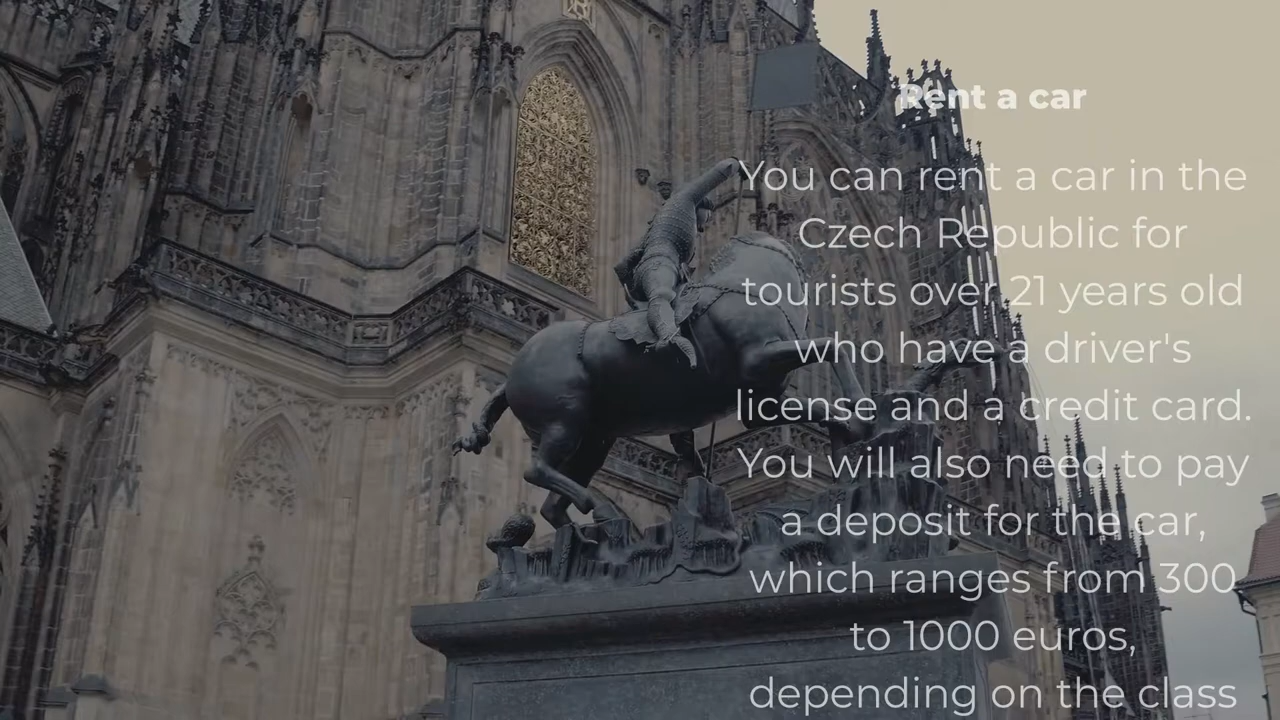 Rent a car
You can rent a car in the
Czech Republic for
tourists over 21 years old
who have a driver's
license and a credit card.
You will also need to pay
a deposit for the car,
which ranges from 300
to 1000 euros,
depending on the class